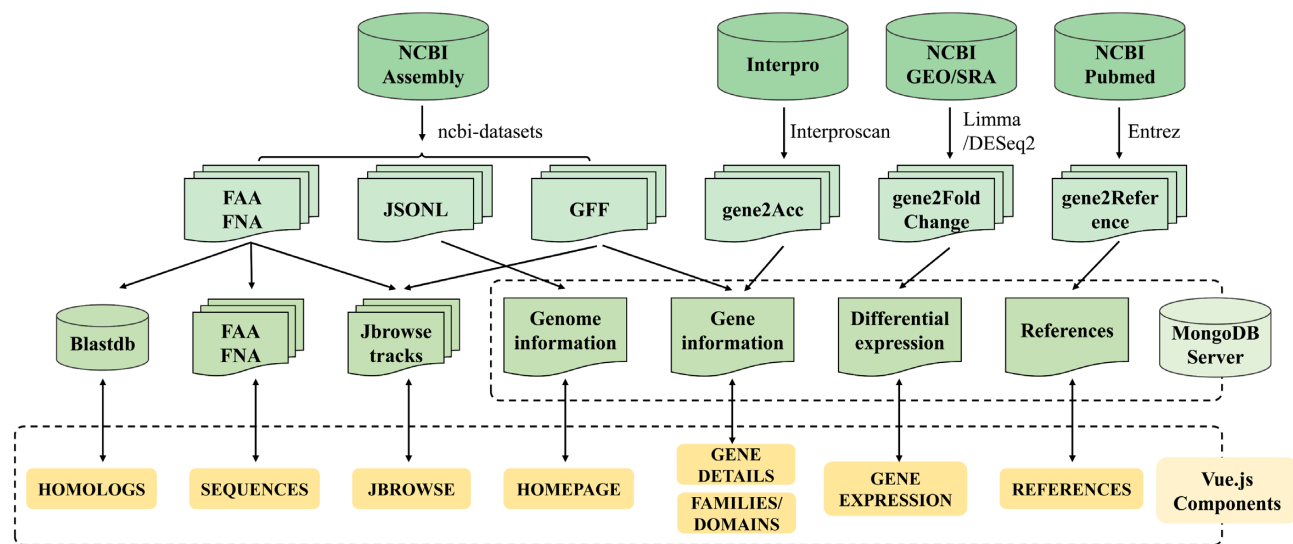 NCBI
Assembly
Interpro
NCBI
GEO/SRA
NCBI
Pubmed
ncbi-datasets
Interproscan
Limma
/DESeq2
Entrez
FAA
FNA
JSONL
GFF
gene2Acc
gene2Fold
Change
gene2Refer
ence
Blastdb
FAA
FNA
Jbrowse
tracks
Genome
information
Gene
information
Differential
expression
References
MongoDB
Server
HOMOLOGS
SEQUENCES
JBROWSE
HOMEPAGE
GENE
DETAILS
FAMILIES/
DOMAINS
GENE
EXPRESSION
REFERENCES
Vue.js
Components